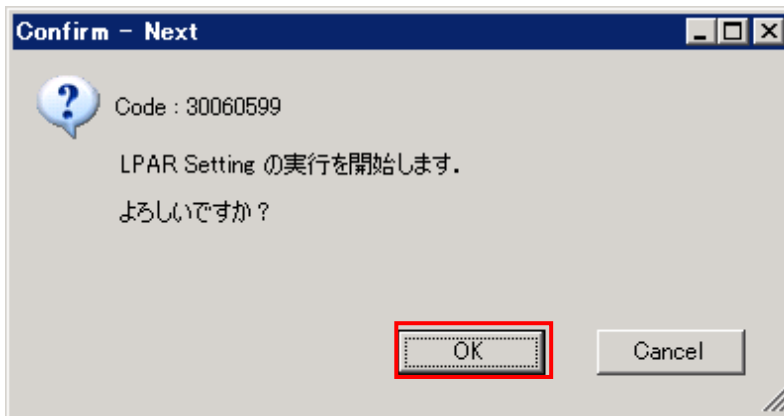 Confirm - Next
Code : 30060599
LPAR Setting の実行を開始します.
よろしいですか？
OK
Cancel